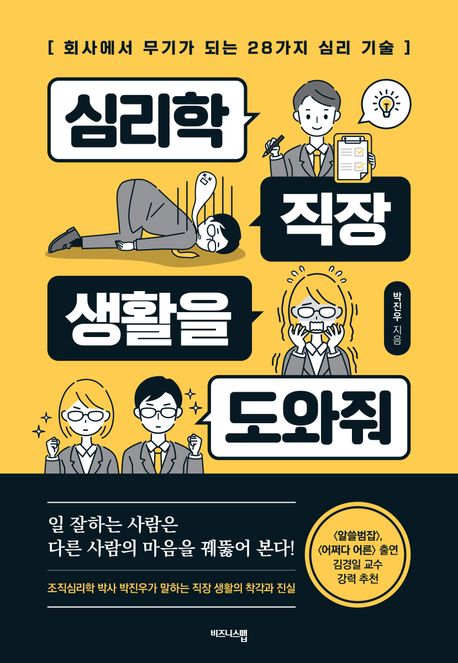 [ 회사에서 무기가 되는 28가지 심리 기술 ]
심리학
직장
생활을
도와줘
박진우 지음
일 잘하는 사람은
다른 사람의 마음을 꿰뚫어 본다!
조직심리학 박사 박진우가 말하는 직장 생활의 착각과 진실
〈알쓸범잡〉,
〈어쩌다 어른〉 출연
김경일 교수
강력 추천
비즈니스맵